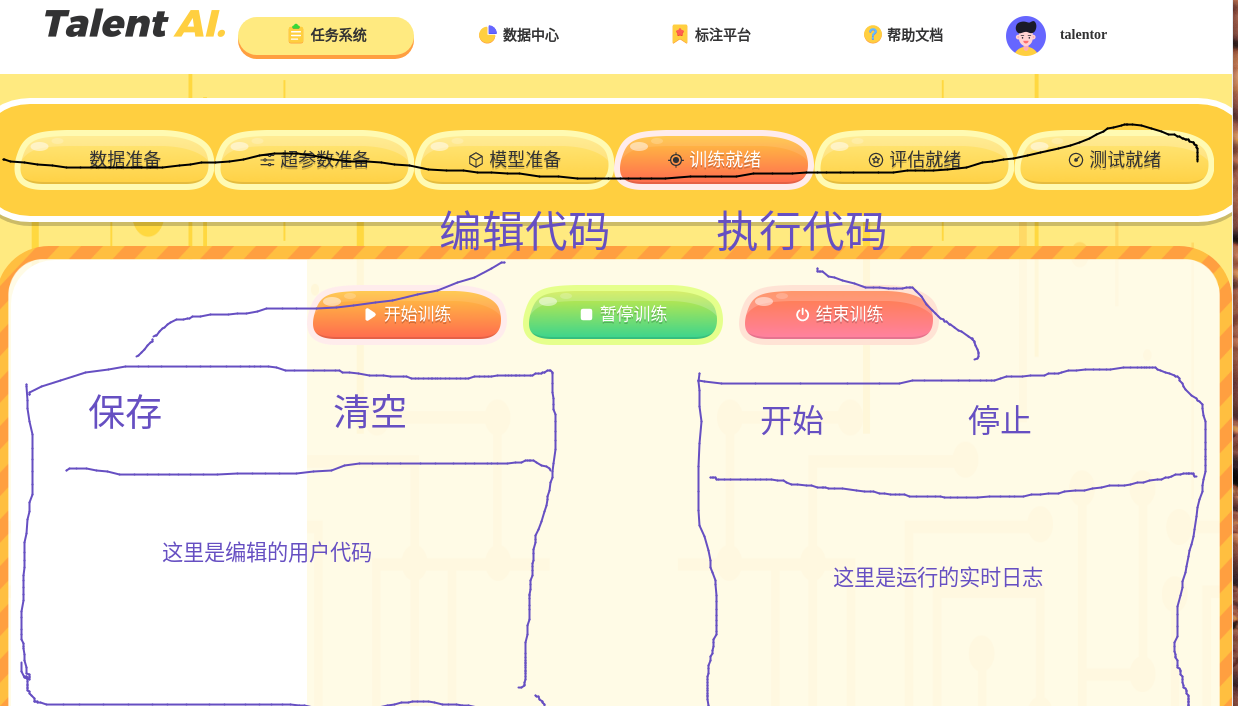 Talent AI. 任务系统 数据中心 标注平台 帮助文档 talentor
数据准备 超参数准备 模型准备 训练就绪 评估就绪 测试就绪
编辑代码 执行代码
开始训练 暂停训练 结束训练
保存 清空 开始 停止
这里是编辑的用户代码
这里是运行的实时日志